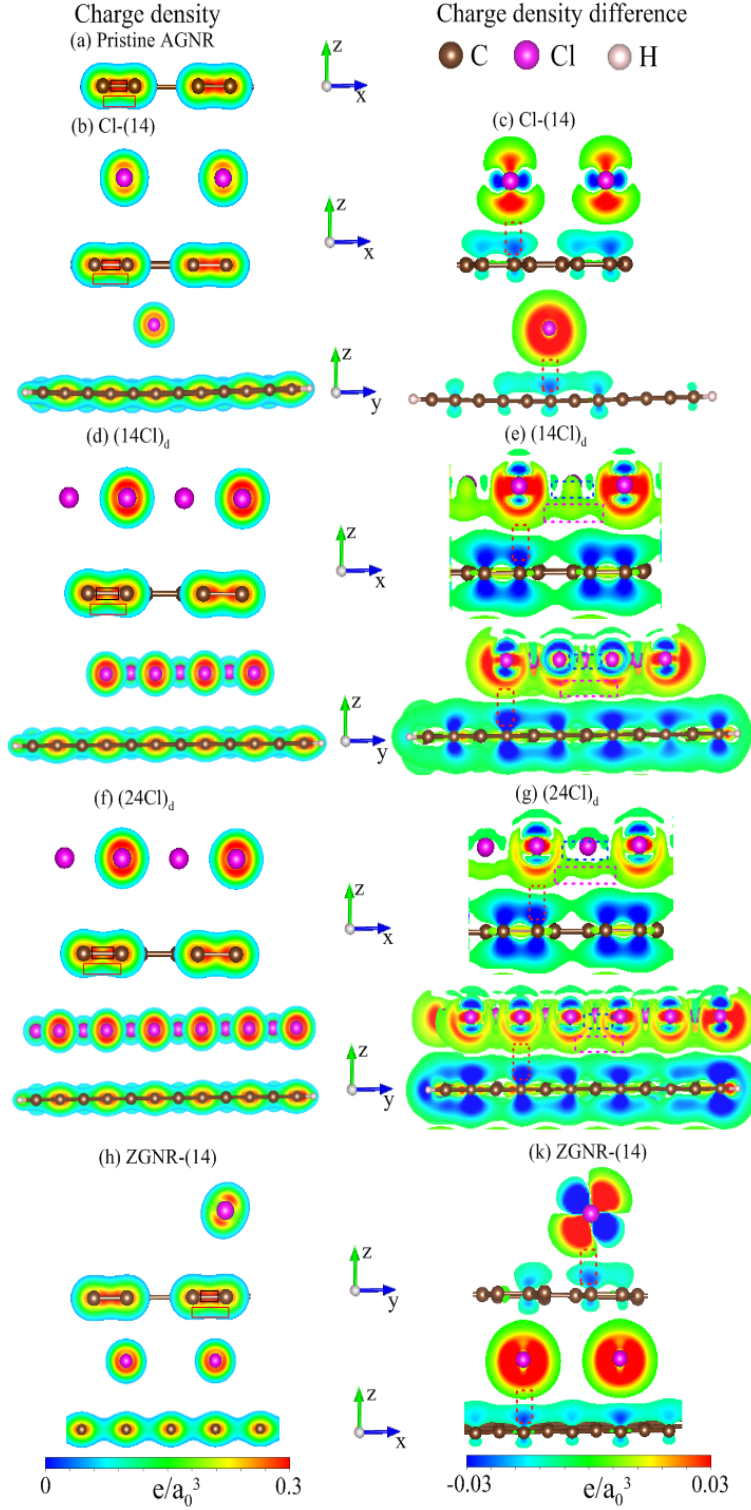 Charge density
Charge density difference
(a) Pristine AGNR
C
Cl
H
z
x
(b) Cl-(14)
(c) Cl-(14)
z
x
z
y
(d) (14Cl)d
(e) (14Cl)d
z
x
z
y
(f) (24Cl)d
(g) (24Cl)d
z
x
z
y
(h) ZGNR-(14)
(k) ZGNR-(14)
z
y
z
x
0
e/a₀³
0.3
-0.03
e/a₀³
0.03